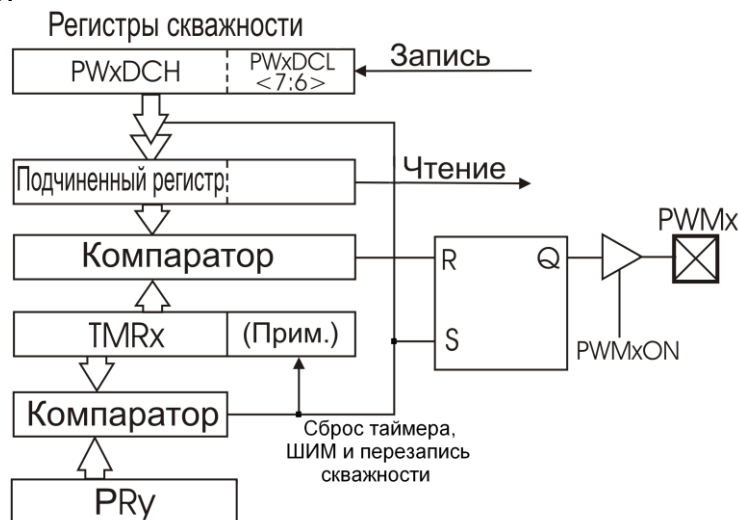 Регистры скважности
PWxDCH
PWxDCL
<7:6>
Запись
Подчиненный регистр
Чтение
Компаратор
R
Q
PWMx
TMRx
(Прим.)
S
PWMxON
Компаратор
Сброс таймера,
ШИМ и перезапись
скважности
PRy